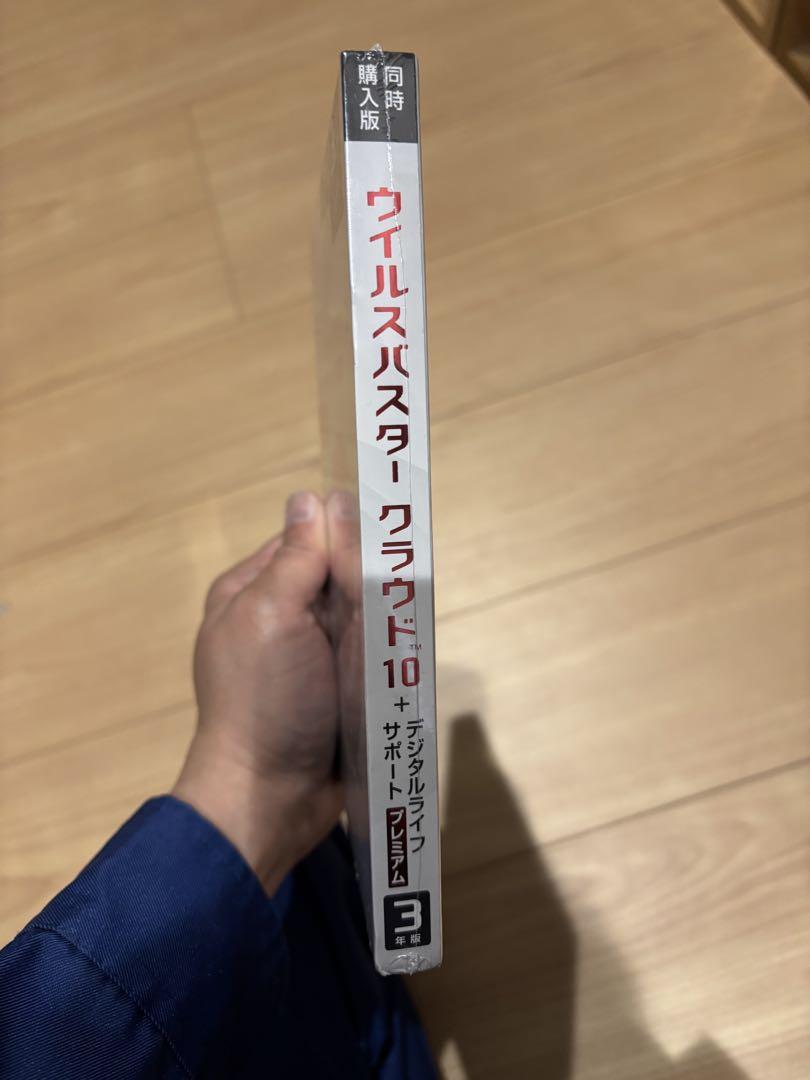 同時
購入版
ウイルスバスター クラウド™
10
+
デジタルライフ
サポート プレミアム
3
年版